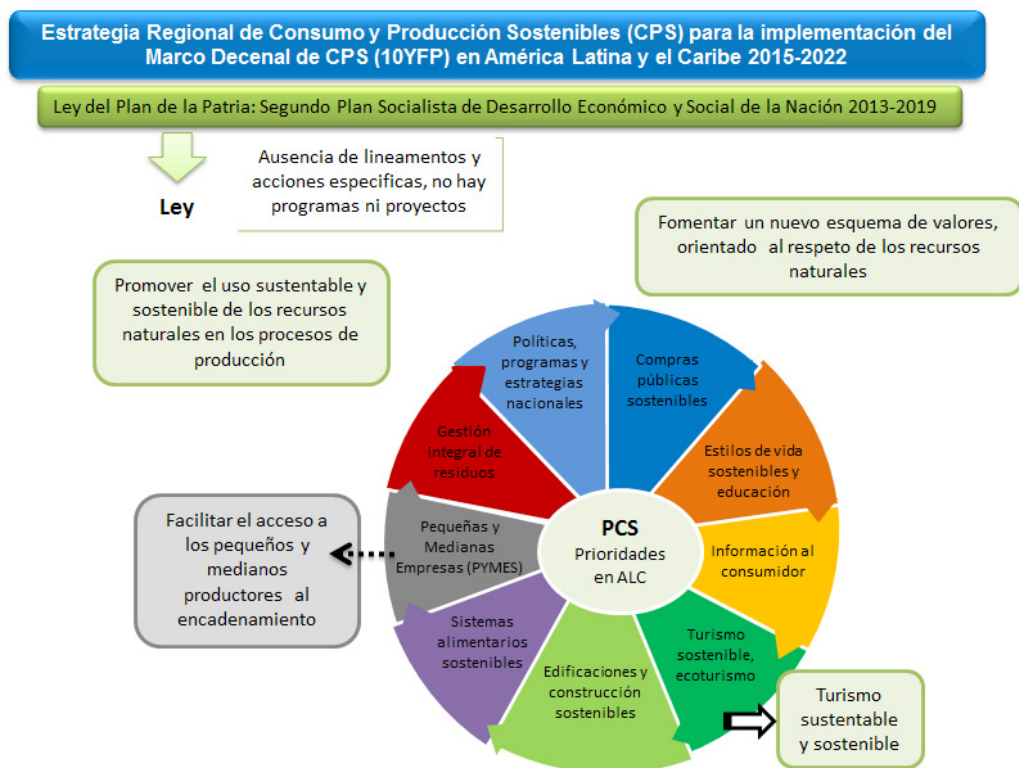 Estrategia Regional de Consumo y Producción Sostenibles (CPS) para la implementación del
Marco Decenal de CPS (10YFP) en América Latina y el Caribe 2015-2022
Ley del Plan de la Patria: Segundo Plan Socialista de Desarrollo Económico y Social de la Nación 2013-2019
Ley
Ausencia de lineamentos y
acciones especificas, no hay
programas ni proyectos
Fomentar un nuevo esquema de valores,
orientado al respeto de los recursos
naturales
Promover el uso sustentable y
sostenible de los recursos
naturales en los procesos de
producción
Políticas,
programas y
estrategias
nacionales
Compras
públicas
sostenibles
Estilos de vida
sostenibles y
educación
Información al
consumidor
Turismo
sostenible,
ecoturismo
Edificaciones y
construcción
sostenibles
Sistemas
alimentarios
sostenibles
Pequeñas y
Medianas
Empresas (PYMES)
Gestión
integral de
residuos
PCS
Prioridades
en ALC
Facilitar el acceso a
los pequeños y
medianos
productores al
encadenamiento
Turismo
sustentable
y sostenible